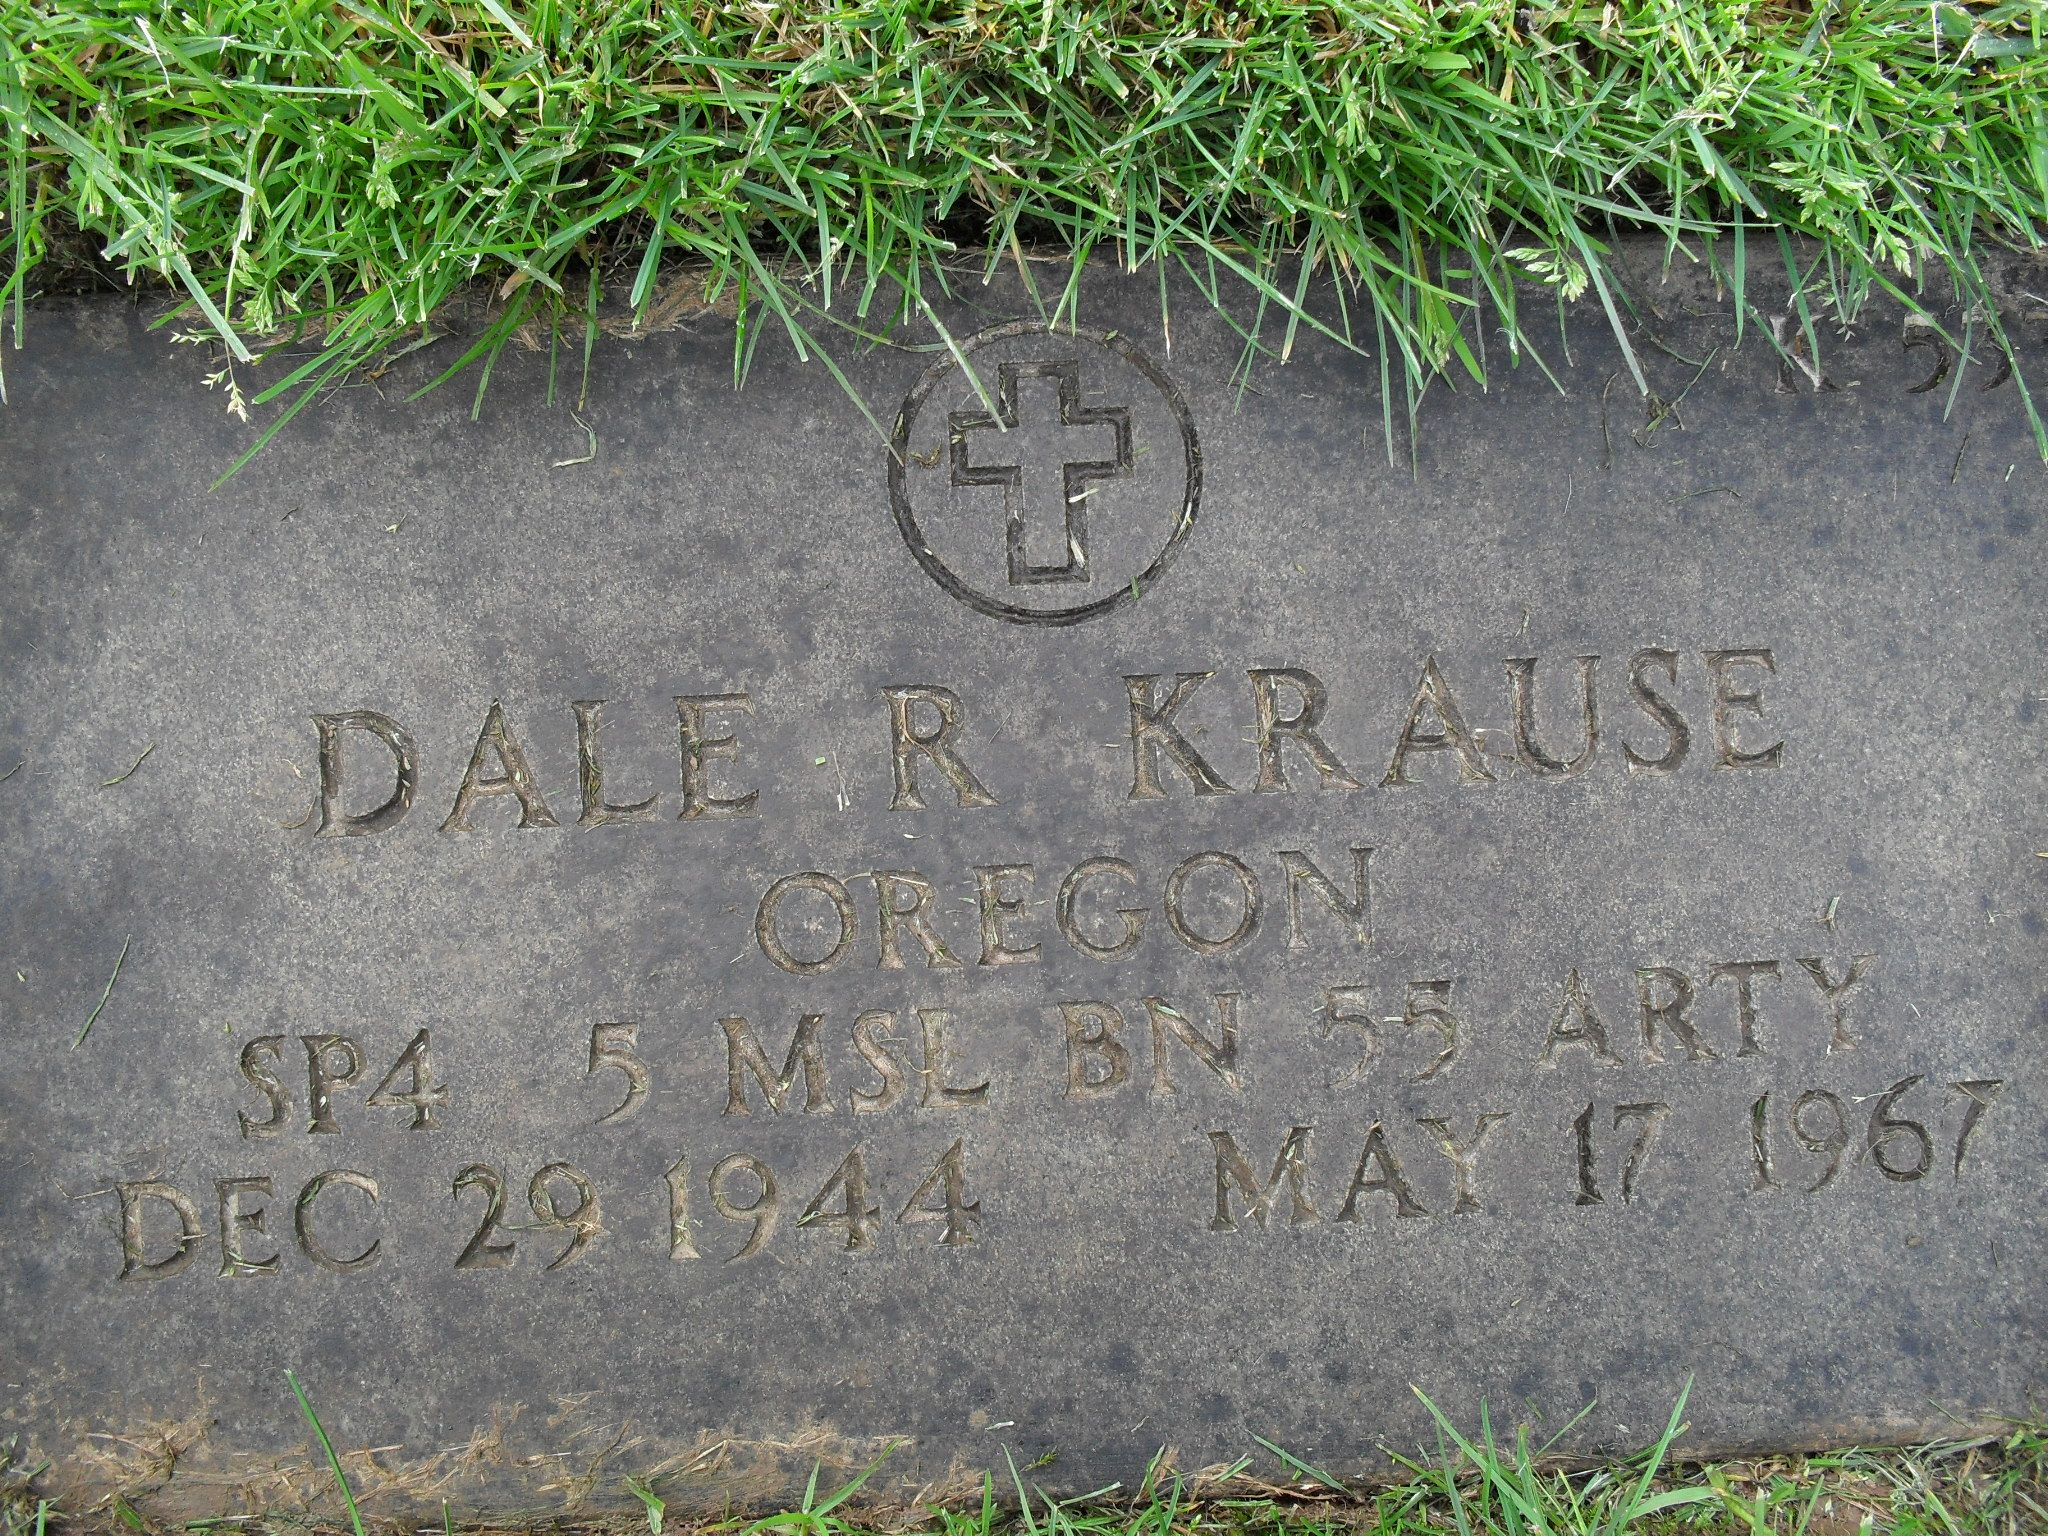 DALE R KRAUSE
OREGON
SP4 5 MSL BN 55 ARTY
DEC 29 1944 MAY 17 1967